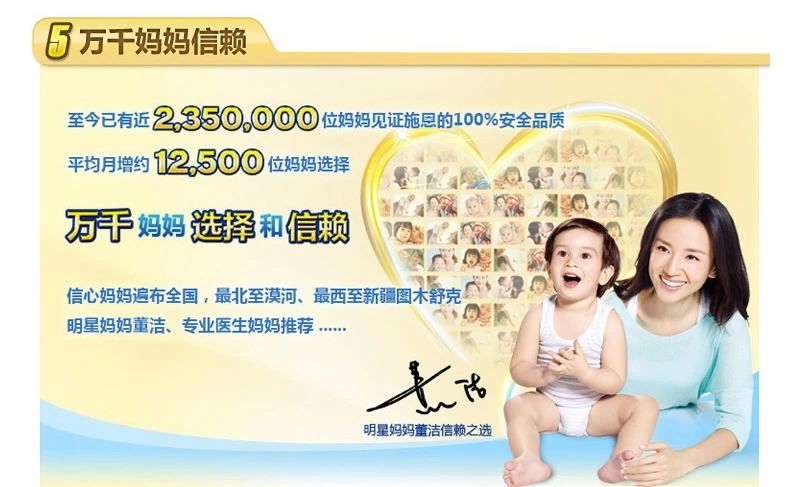 5 万千妈妈信赖
至今已有近2,350,000位妈妈见证施恩的100%安全品质
平均月增约12,500位妈妈选择
万千妈妈选择和信赖
信心妈妈遍布全国，最北至漠河、最西至新疆图木舒克
明星妈妈董洁、专业医生妈妈推荐 ......
董洁
明星妈妈董洁信赖之选